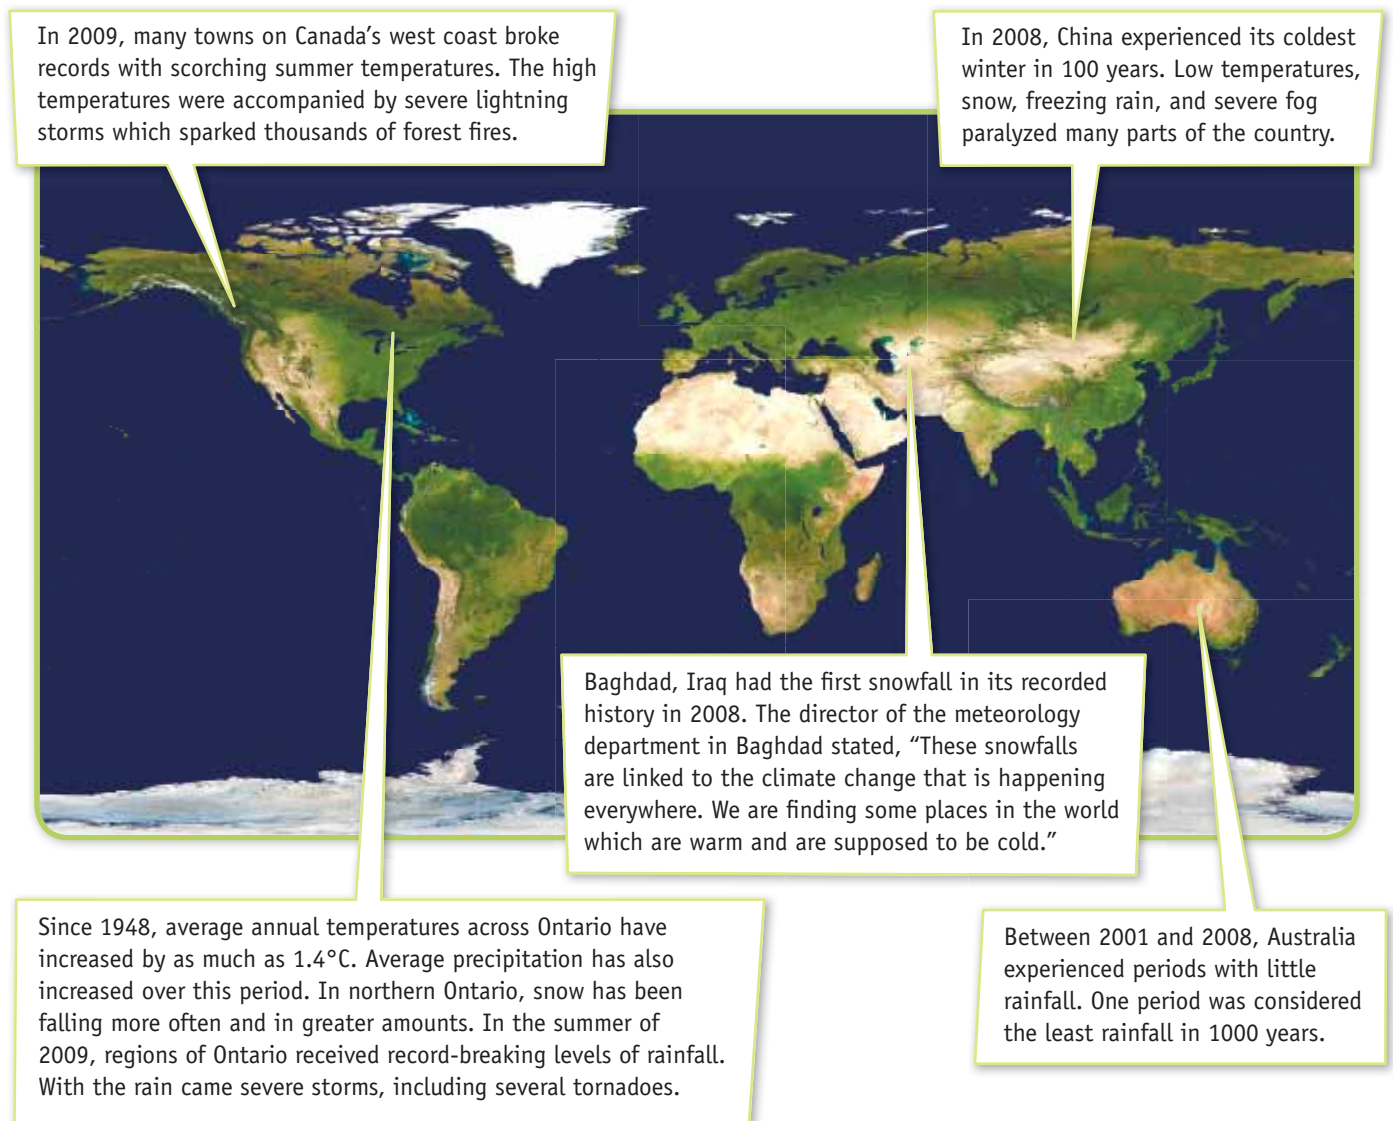 In 2009, many towns on Canada's west coast broke
records with scorching summer temperatures. The high
temperatures were accompanied by severe lightning
storms which sparked thousands of forest fires.
In 2008, China experienced its coldest
winter in 100 years. Low temperatures,
snow, freezing rain, and severe fog
paralyzed many parts of the country.
Baghdad, Iraq had the first snowfall in its recorded
history in 2008. The director of the meteorology
department in Baghdad stated, “These snowfalls
are linked to the climate change that is happening
everywhere. We are finding some places in the world
which are warm and are supposed to be cold.”
Since 1948, average annual temperatures across Ontario have
increased by as much as 1.4°C. Average precipitation has also
increased over this period. In northern Ontario, snow has been
falling more often and in greater amounts. In the summer of
2009, regions of Ontario received record-breaking levels of rainfall.
With the rain came severe storms, including several tornadoes.
Between 2001 and 2008, Australia
experienced periods with little
rainfall. One period was considered
the least rainfall in 1000 years.